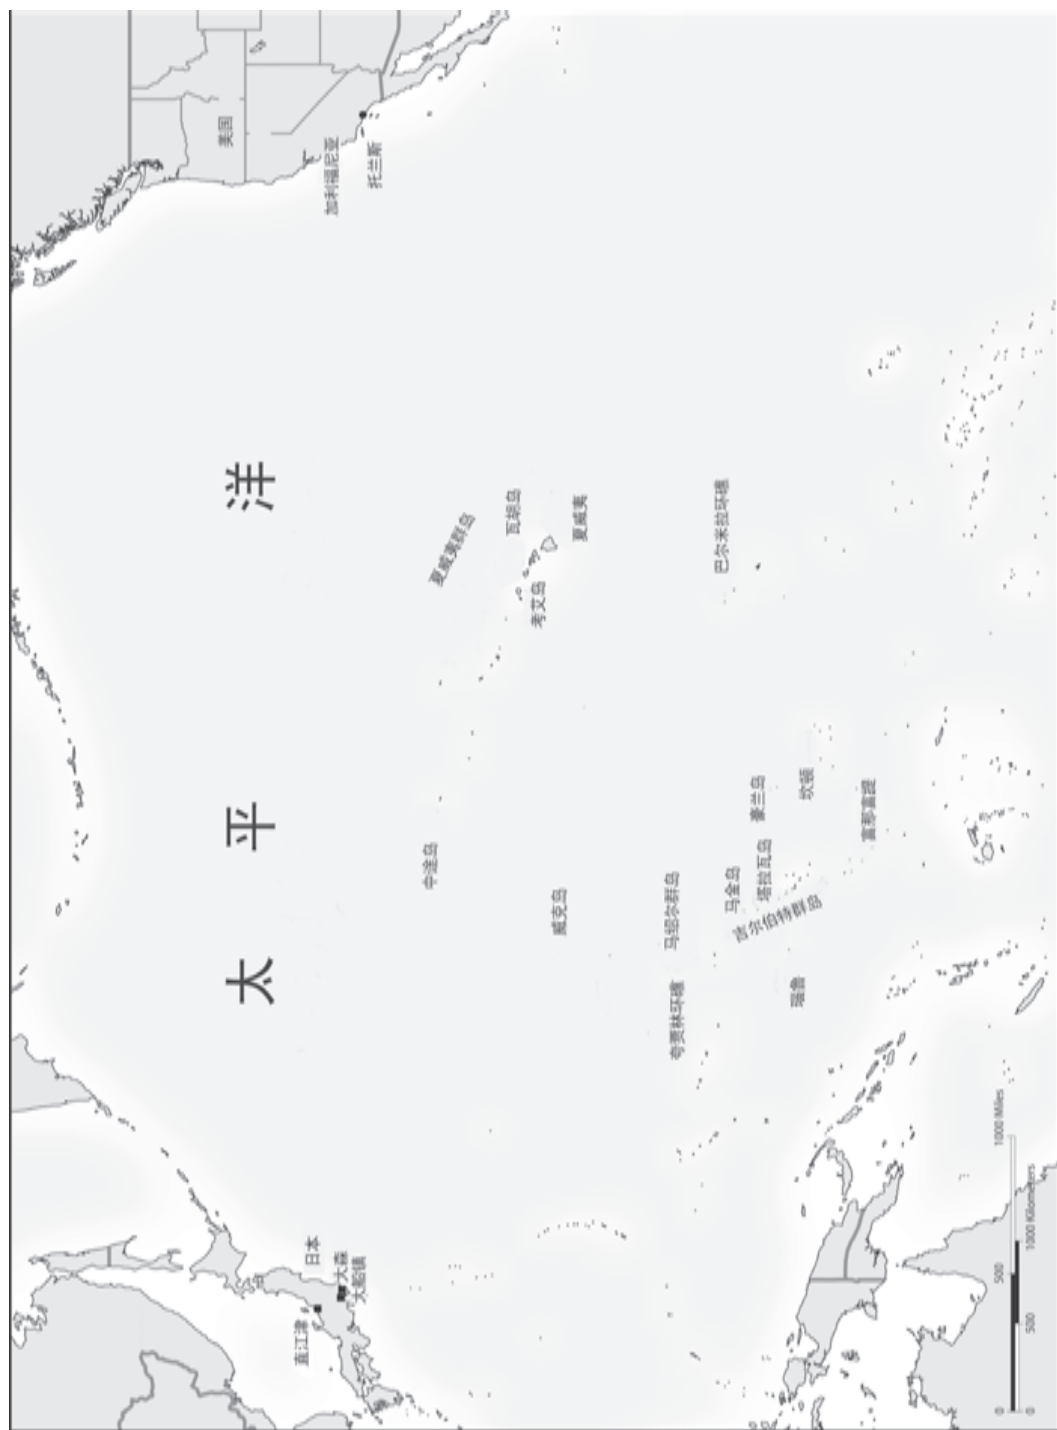 太平洋
美国
加利福尼亚
托兰斯
夏威夷群岛
瓦胡岛
夏威夷
考艾岛
中途岛
威克岛
巴尔米拉环礁
马绍尔群岛
夸贾林环礁
马金岛
塔拉瓦岛
豪兰岛
坎顿
富那富提
吉尔伯特群岛
瑙鲁
日本
大森
大船镇
直江津
0 500 1000 Miles
0 500 1000 Kilometers